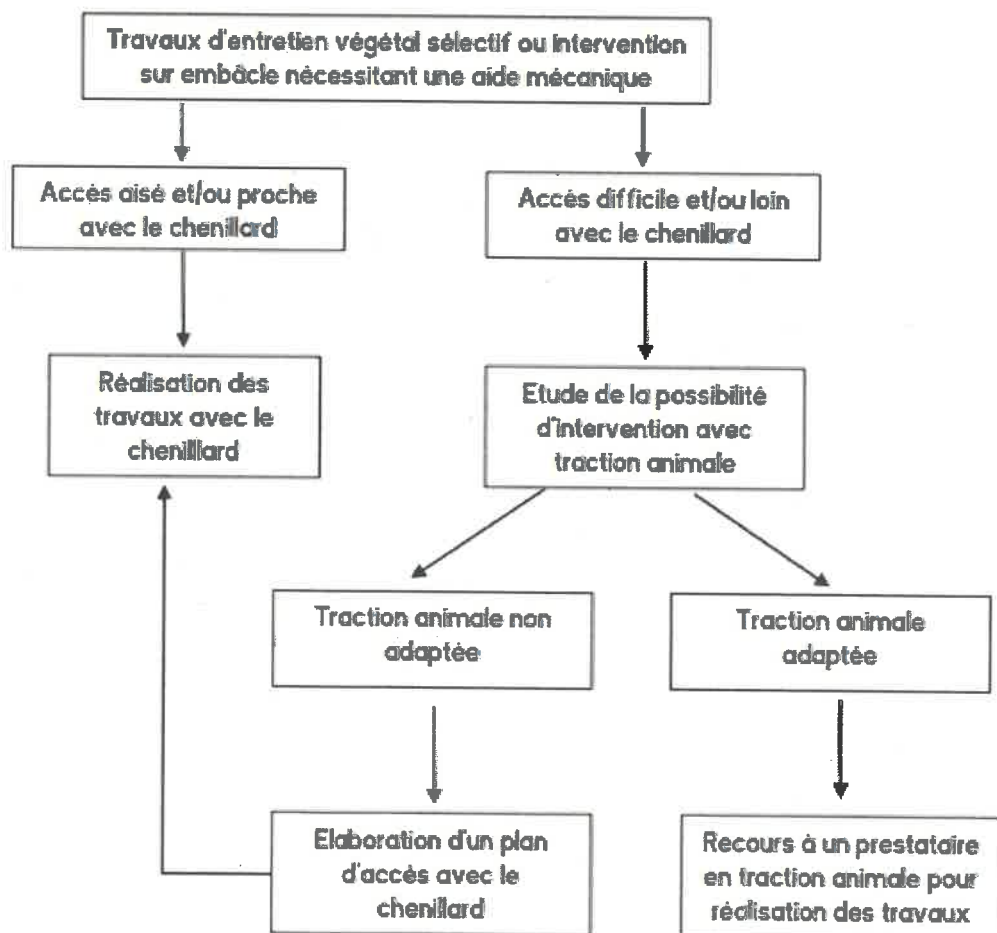 Travaux d'entretien végétal sélectif ou intervention
sur embâcle nécessitant une aide mécanique
Accès aisé et/ou proche
avec le chenillard
Accès difficile et/ou loin
avec le chenillard
Réalisation des
travaux avec le
chenilllard
Etude de la possibilité
d'intervention avec
traction animale
Traction animale non
adaptée
Traction animale
adaptée
Elaboration d'un plan
d'accès avec le
chenillard
Recours à un prestataire
en traction animale pour
réalisation des travaux